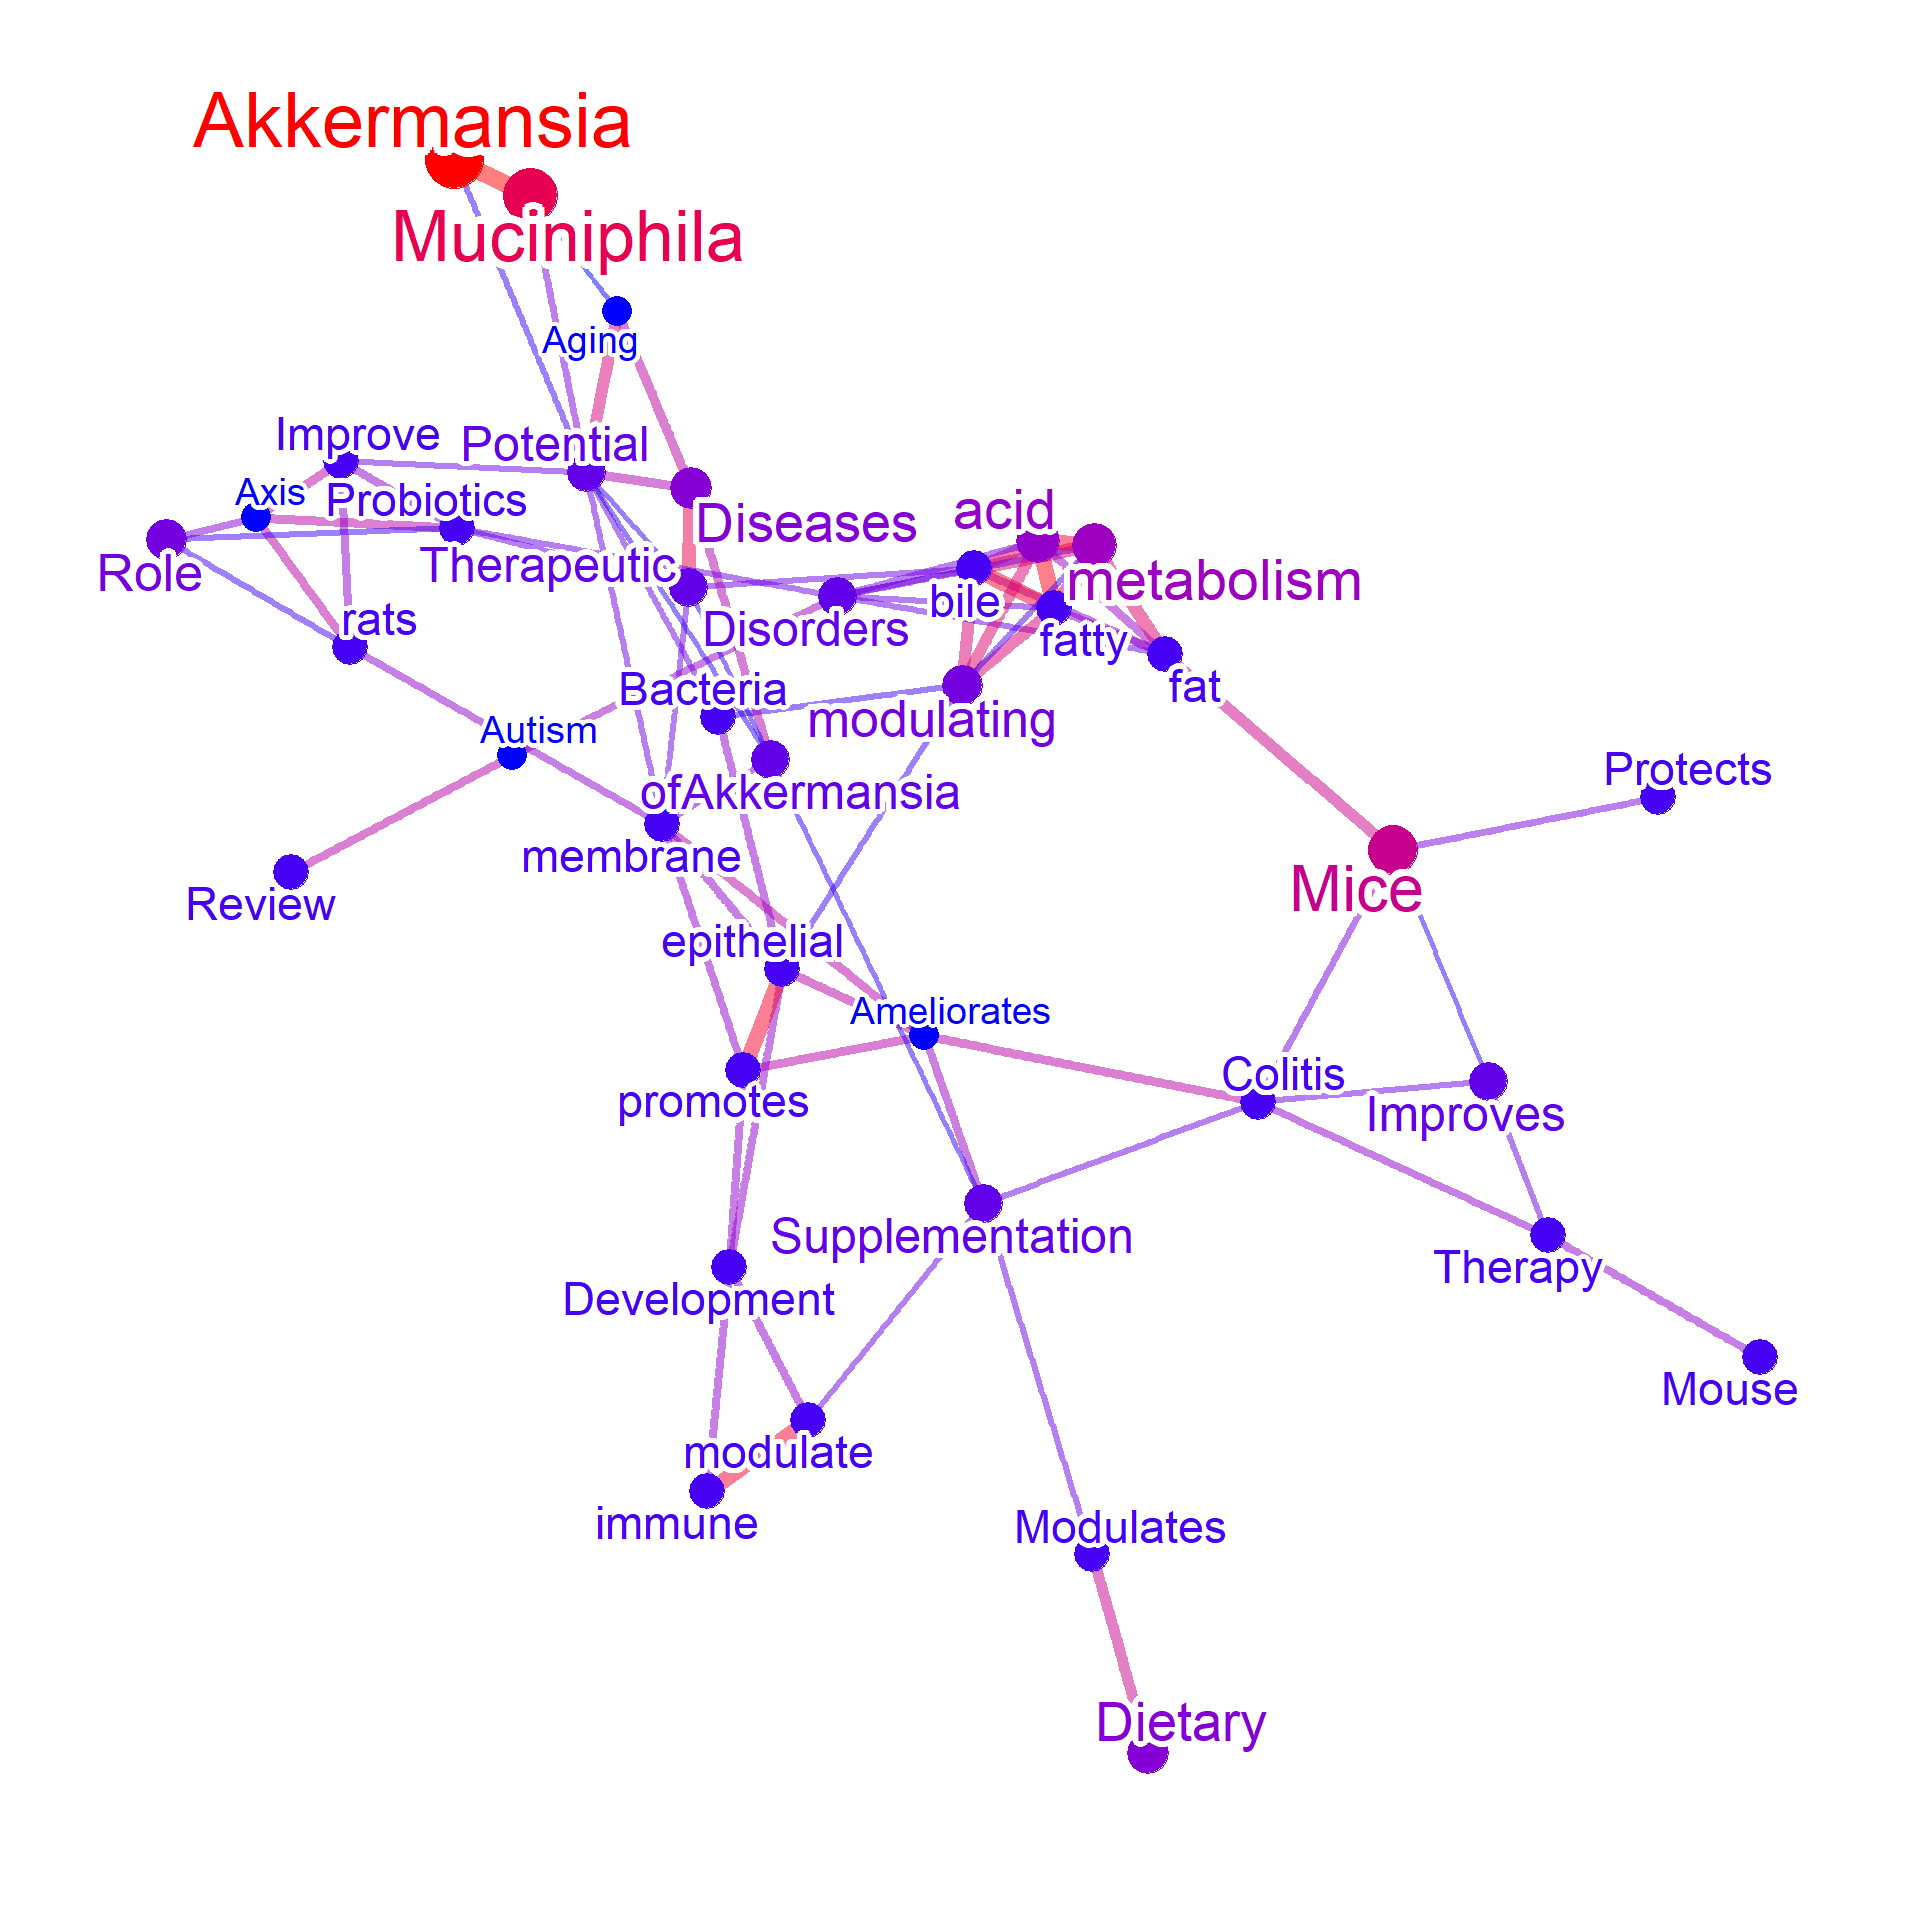 Akkermansia
Muciniphila
Aging
Improve
Potential
Axis
Probiotics
Diseases
acid
Role
Therapeutic
metabolism
bile
rats
Disorders
fatty
Bacteria
fat
modulating
Autism
Protects
ofAkkermansia
membrane
Mice
Review
epithelial
Ameliorates
Colitis
promotes
Improves
Supplementation
Therapy
Development
Mouse
modulate
immune
Modulates
Dietary